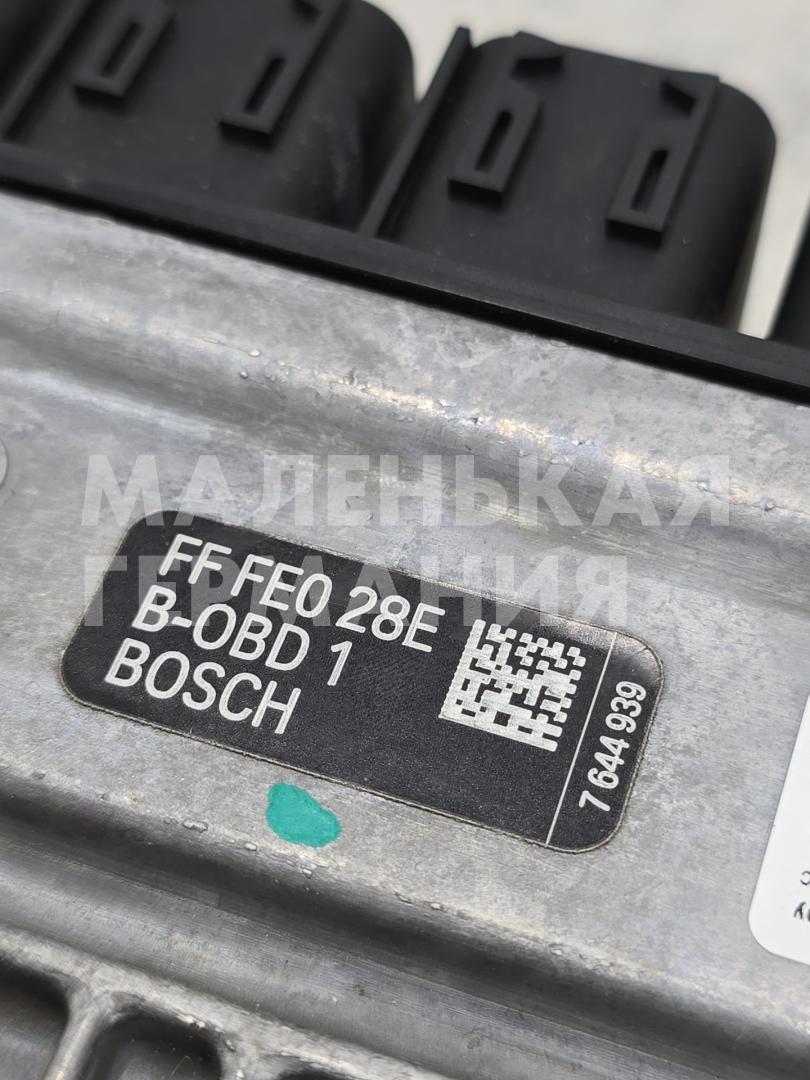 МАЛЕНЬКАЯ
ГЕРМАНИЯ
FF FE0 28E
B-OBD 1
BOSCH
7 644 939